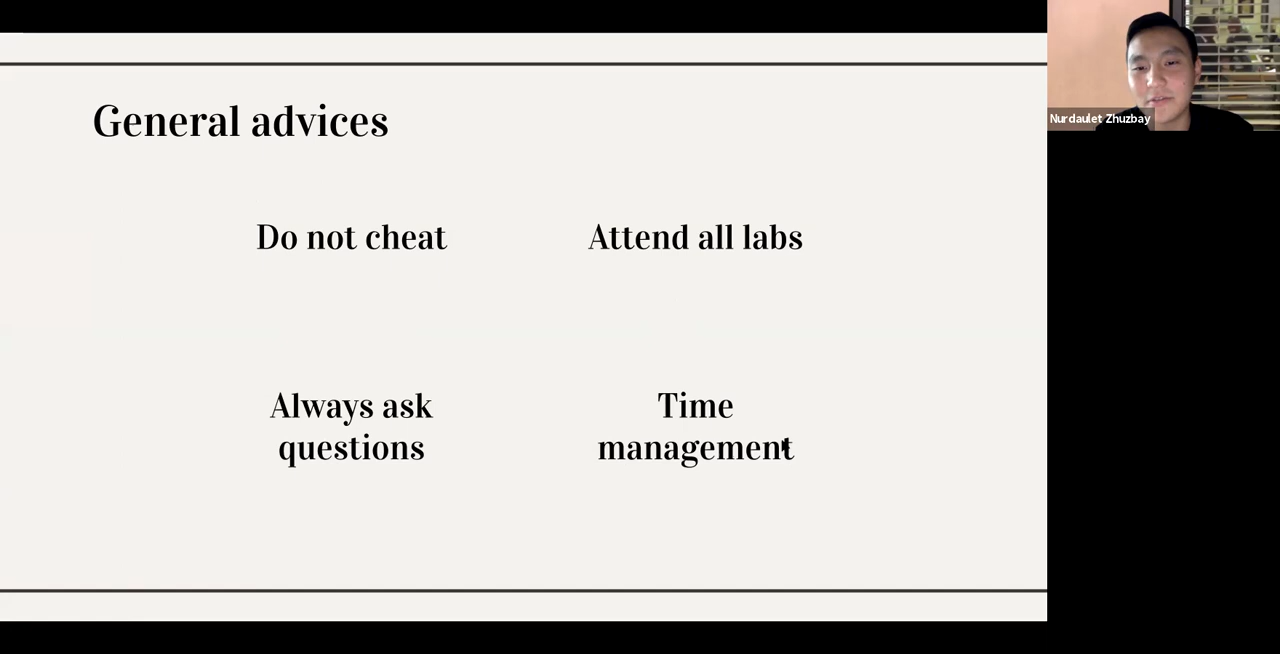 General advices
Do not cheat
Attend all labs
Always ask
questions
Time
management
Nurdaulet Zhuzbay